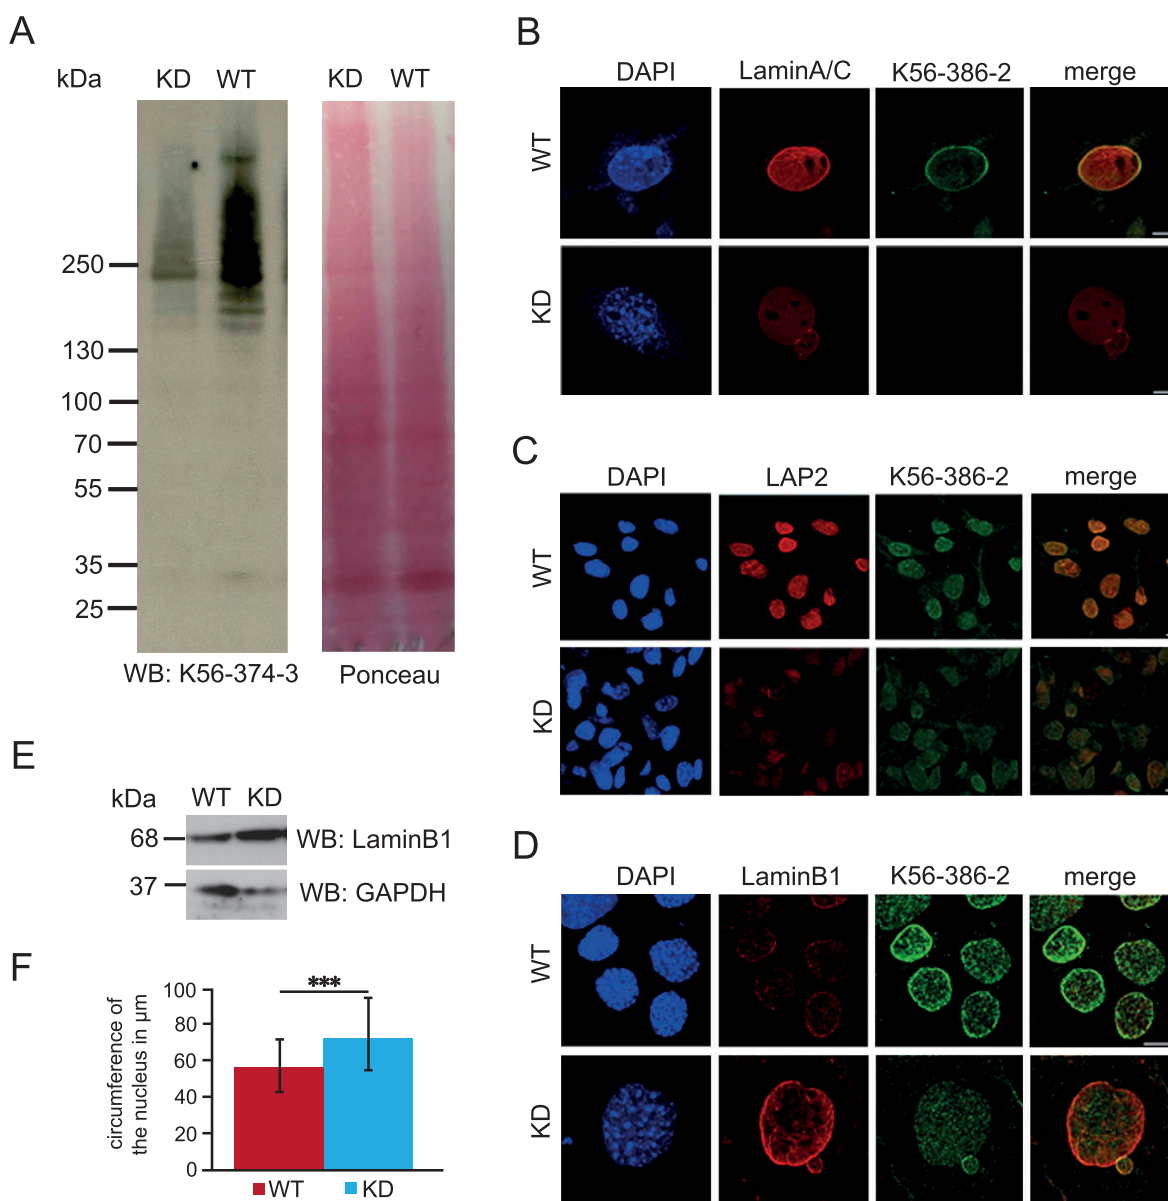 A
kDa
KD WT
KD WT
250
130
100
70
55
35
25
WB: K56-374-3
Ponceau
B
DAPI LaminA/C K56-386-2 merge
WT
KD
C
DAPI LAP2 K56-386-2 merge
WT
KD
D
DAPI LaminB1 K56-386-2 merge
WT
KD
E
kDa WT KD
68 WB: LaminB1
37 WB: GAPDH
F
circumference of
the nucleus in µm
100
80
60
40
20
0
***
WT KD